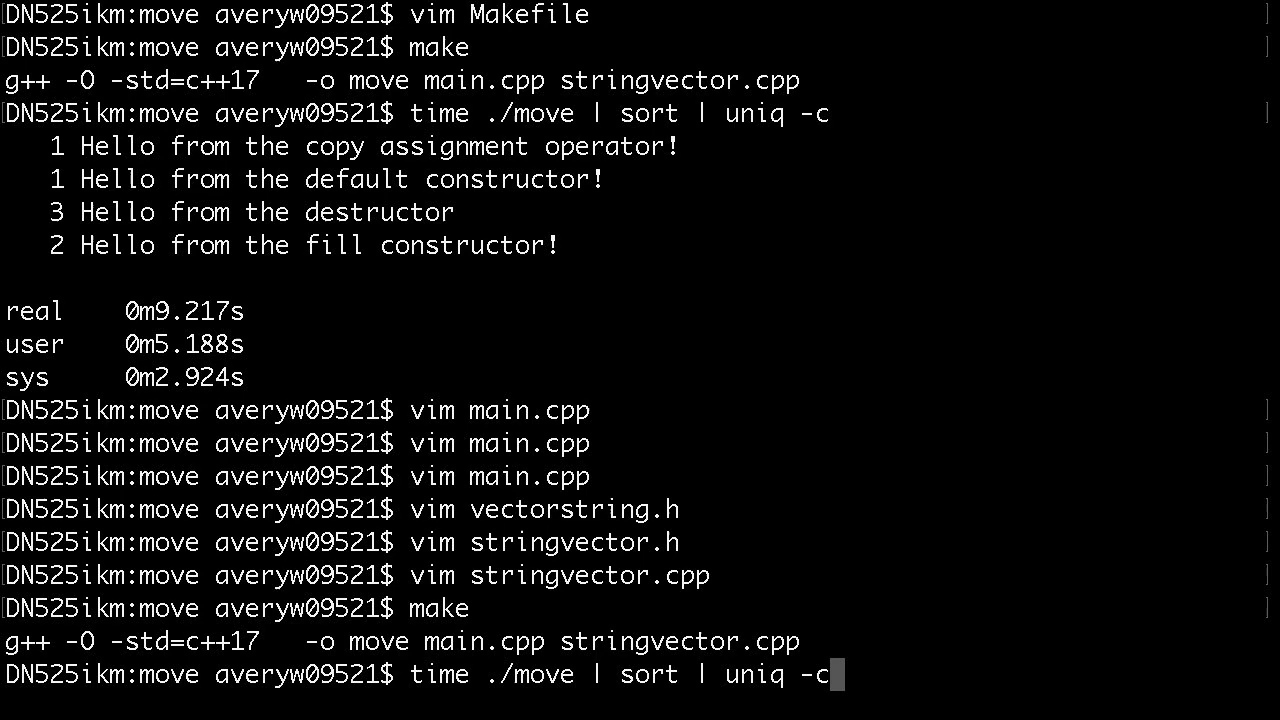 [DN525ikm:move averyw09521$ vim Makefile ]
[DN525ikm:move averyw09521$ make ]
g++ -O -std=c++17   -o move main.cpp stringvector.cpp
[DN525ikm:move averyw09521$ time ./move | sort | uniq -c ]
   1 Hello from the copy assignment operator!
   1 Hello from the default constructor!
   3 Hello from the destructor
   2 Hello from the fill constructor!
real    0m9.217s
user    0m5.188s
sys     0m2.924s
[DN525ikm:move averyw09521$ vim main.cpp ]
[DN525ikm:move averyw09521$ vim main.cpp ]
[DN525ikm:move averyw09521$ vim main.cpp ]
[DN525ikm:move averyw09521$ vim vectorstring.h ]
[DN525ikm:move averyw09521$ vim stringvector.h ]
[DN525ikm:move averyw09521$ vim stringvector.cpp ]
[DN525ikm:move averyw09521$ make ]
g++ -O -std=c++17   -o move main.cpp stringvector.cpp
DN525ikm:move averyw09521$ time ./move | sort | uniq -c